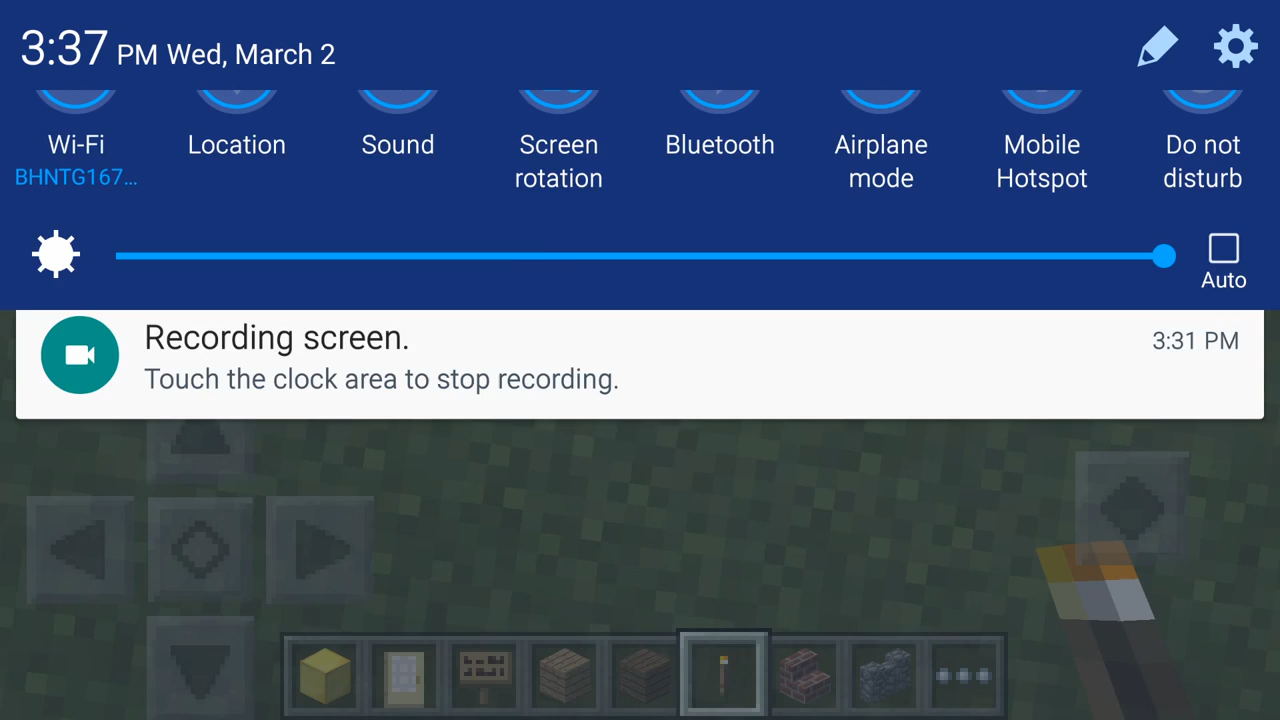 3:37 PM Wed, March 2
Wi-Fi Location Sound Screen rotation Bluetooth Airplane mode Mobile Hotspot Do not disturb
BHNTG167...
Auto
Recording screen. 3:31 PM
Touch the clock area to stop recording.